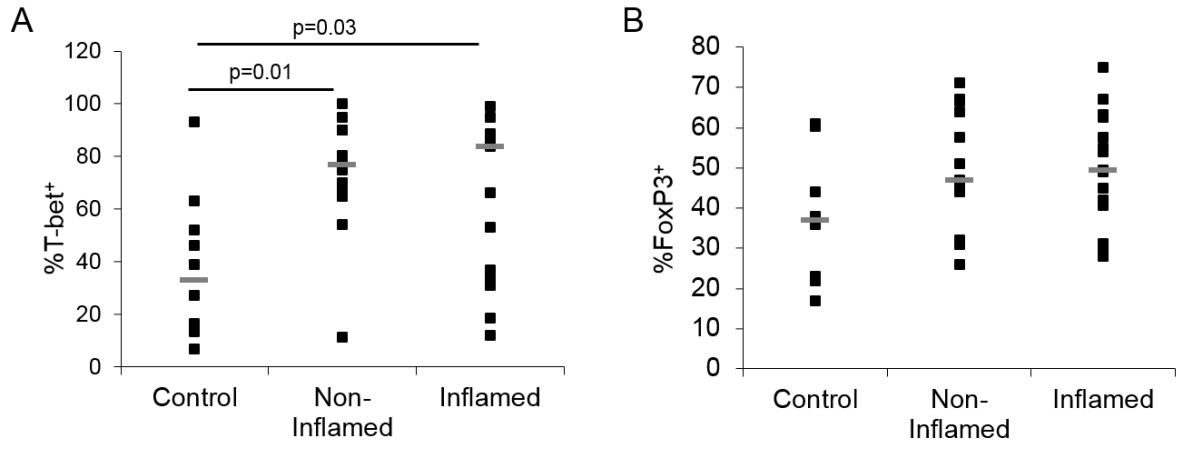 A
p=0.03
p=0.01
%T-bet+
120
100
80
60
40
20
0
Control
Non-
Inflamed
Inflamed
B
%FoxP3+
80
70
60
50
40
30
20
10
0
Control
Non-
Inflamed
Inflamed